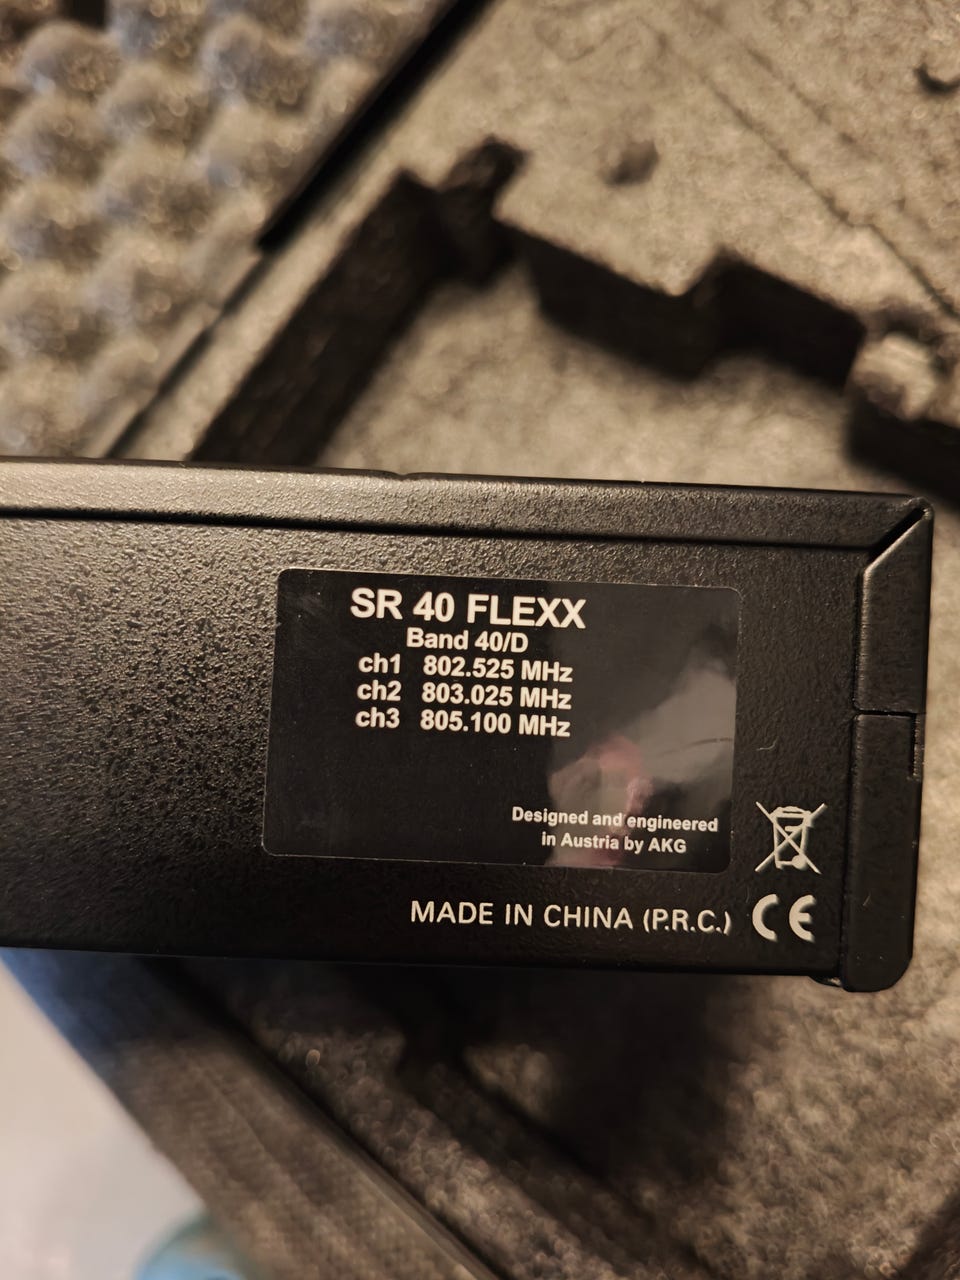 SR 40 FLEXX
Band 40/D
ch1 802.525 MHz
ch2 803.025 MHz
ch3 805.100 MHz
Designed and engineered
in Austria by AKG
MADE IN CHINA (P.R.C.) CE